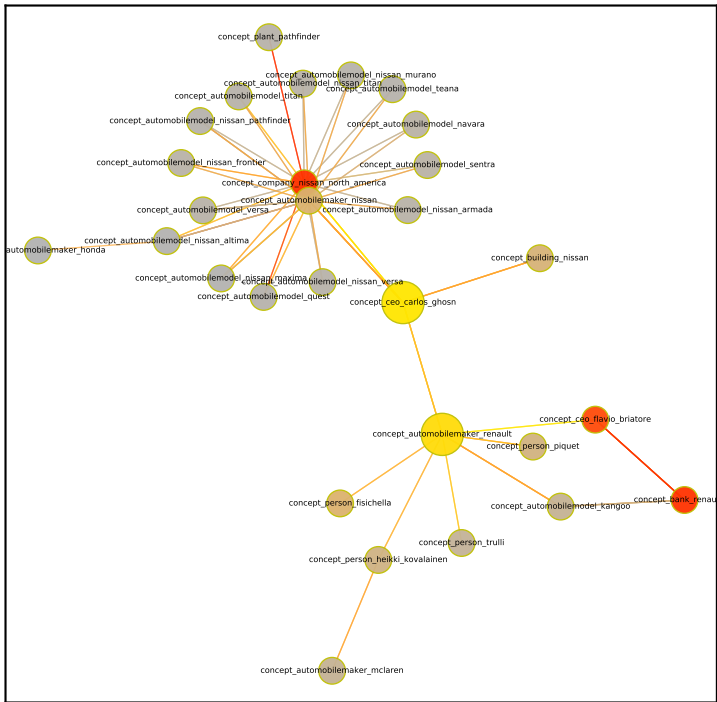 concept_plant_pathfinder
concept_automobilemodel_nissan_murano
concept_automobilemodel_nissan_titan
concept_automobilemodel_teana
concept_automobilemodel_titan
concept_automobilemodel_nissan_pathfinder
concept_automobilemodel_navara
concept_automobilemodel_nissan_frontier
concept_automobilemodel_sentra
concept_company_nissan_north_america
concept_automobilemaker_nissan
concept_automobilemodel_versa
concept_automobilemodel_nissan_armada
concept_automobilemodel_nissan_altima
automobilemaker_honda
concept_building_nissan
concept_automobilemodel_nissan_maxima
concept_automobilemodel_nissan_versa
concept_automobilemodel_quest
concept_ceo_carlos_ghosn
concept_ceo_flavio_briatore
concept_automobilemaker_renault
concept_person_piquet
concept_bank_renau
concept_person_fisichella
concept_automobilemodel_kangoo
concept_person_trulli
concept_person_heikki_kovalainen
concept_automobilemaker_mclaren